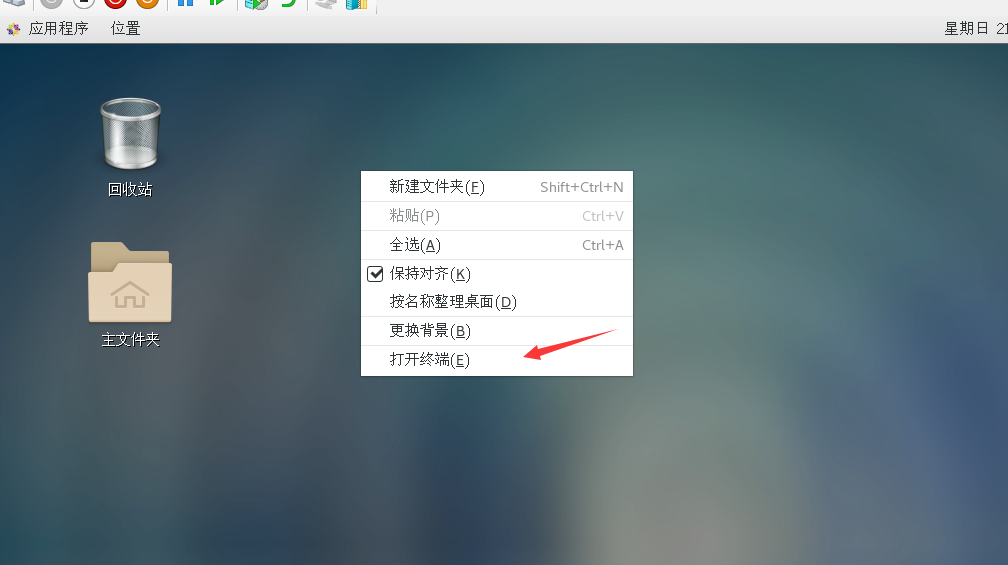 应用程序 位置 星期日 21
回收站
主文件夹
新建文件夹(F) Shift+Ctrl+N
粘贴(P) Ctrl+V
全选(A) Ctrl+A
保持对齐(K)
按名称整理桌面(D)
更换背景(B)
打开终端(E)